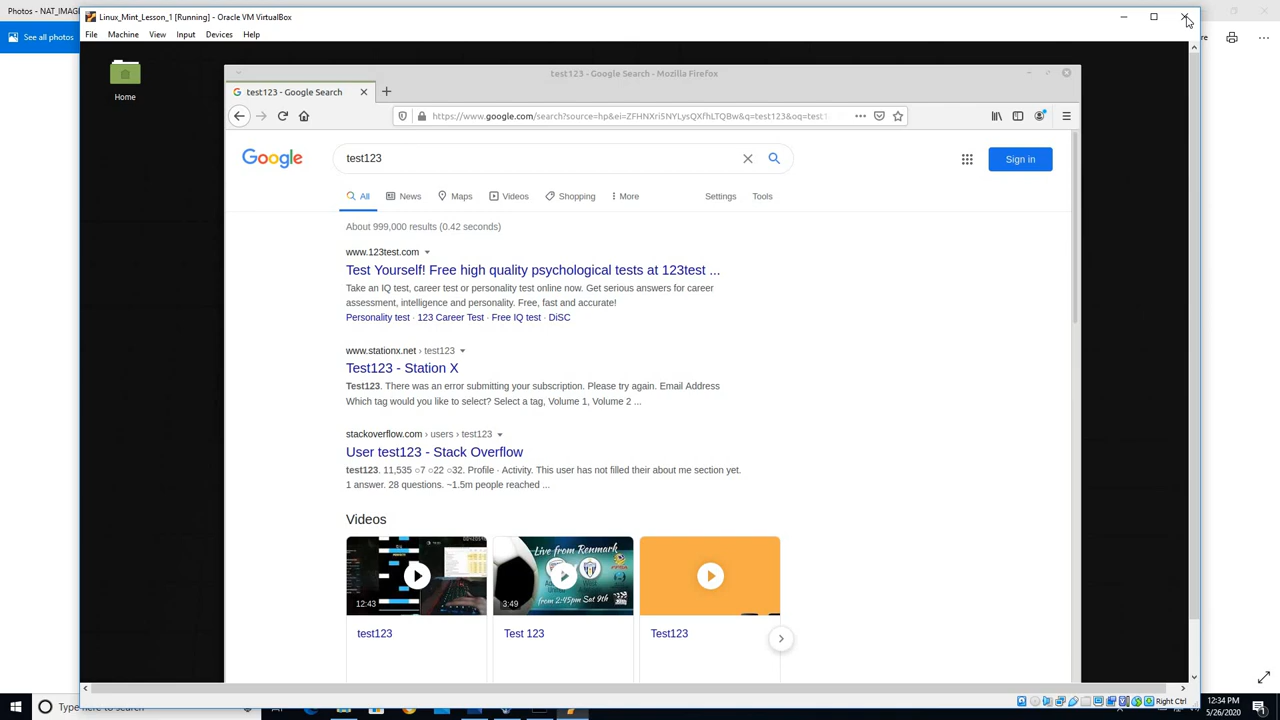 Photos - NAT_IMAG
Linux_Mint_Lesson_1 [Running] - Oracle VM VirtualBox
See all photos
File Machine View Input Devices Help
Home
test123 - Google Search - Mozilla Firefox
test123 - Google Search
https://www.google.com/search?source=hp&ei=ZFHNXri5NYLysQXfhLTQBw&q=test123&oq=test1
Google
test123
Sign in
All News Maps Videos Shopping More Settings Tools
About 999,000 results (0.42 seconds)
www.123test.com
Test Yourself! Free high quality psychological tests at 123test ...
Take an IQ test, career test or personality test online now. Get serious answers for career
assessment, intelligence and personality. Free, fast and accurate!
Personality test · 123 Career Test · Free IQ test · DiSC
www.stationx.net › test123
Test123 - Station X
Test123. There was an error submitting your subscription. Please try again. Email Address
Which tag would you like to select? Select a tag, Volume 1, Volume 2 ...
stackoverflow.com › users › test123
User test123 - Stack Overflow
test123. 11,535 ○7 ○22 ○32. Profile · Activity. This user has not filled their about me section yet.
1 answer. 28 questions. ~1.5m people reached ...
Videos
Live from Renmark
from 2:45pm Sat 9th
12:43
3:49
test123
Test 123
Test123
Right Ctrl
Type here to search
12:34 PM
5/26/2020